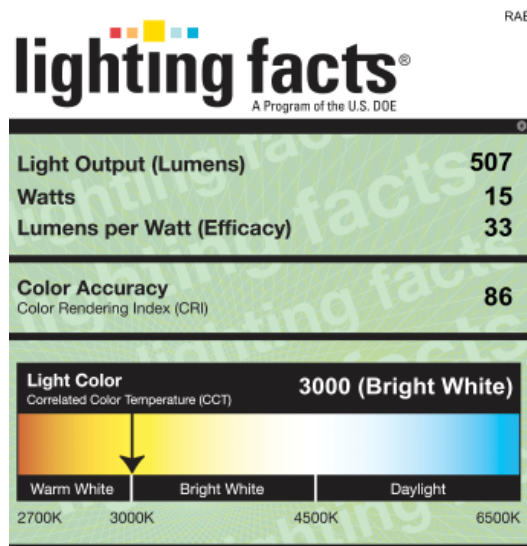 RAB
lighting facts®
A Program of the U.S. DOE
Light Output (Lumens) 507
Watts 15
Lumens per Watt (Efficacy) 33
Color Accuracy
Color Rendering Index (CRI) 86
Light Color
Correlated Color Temperature (CCT) 3000 (Bright White)
Warm White Bright White Daylight
2700K 3000K 4500K 6500K